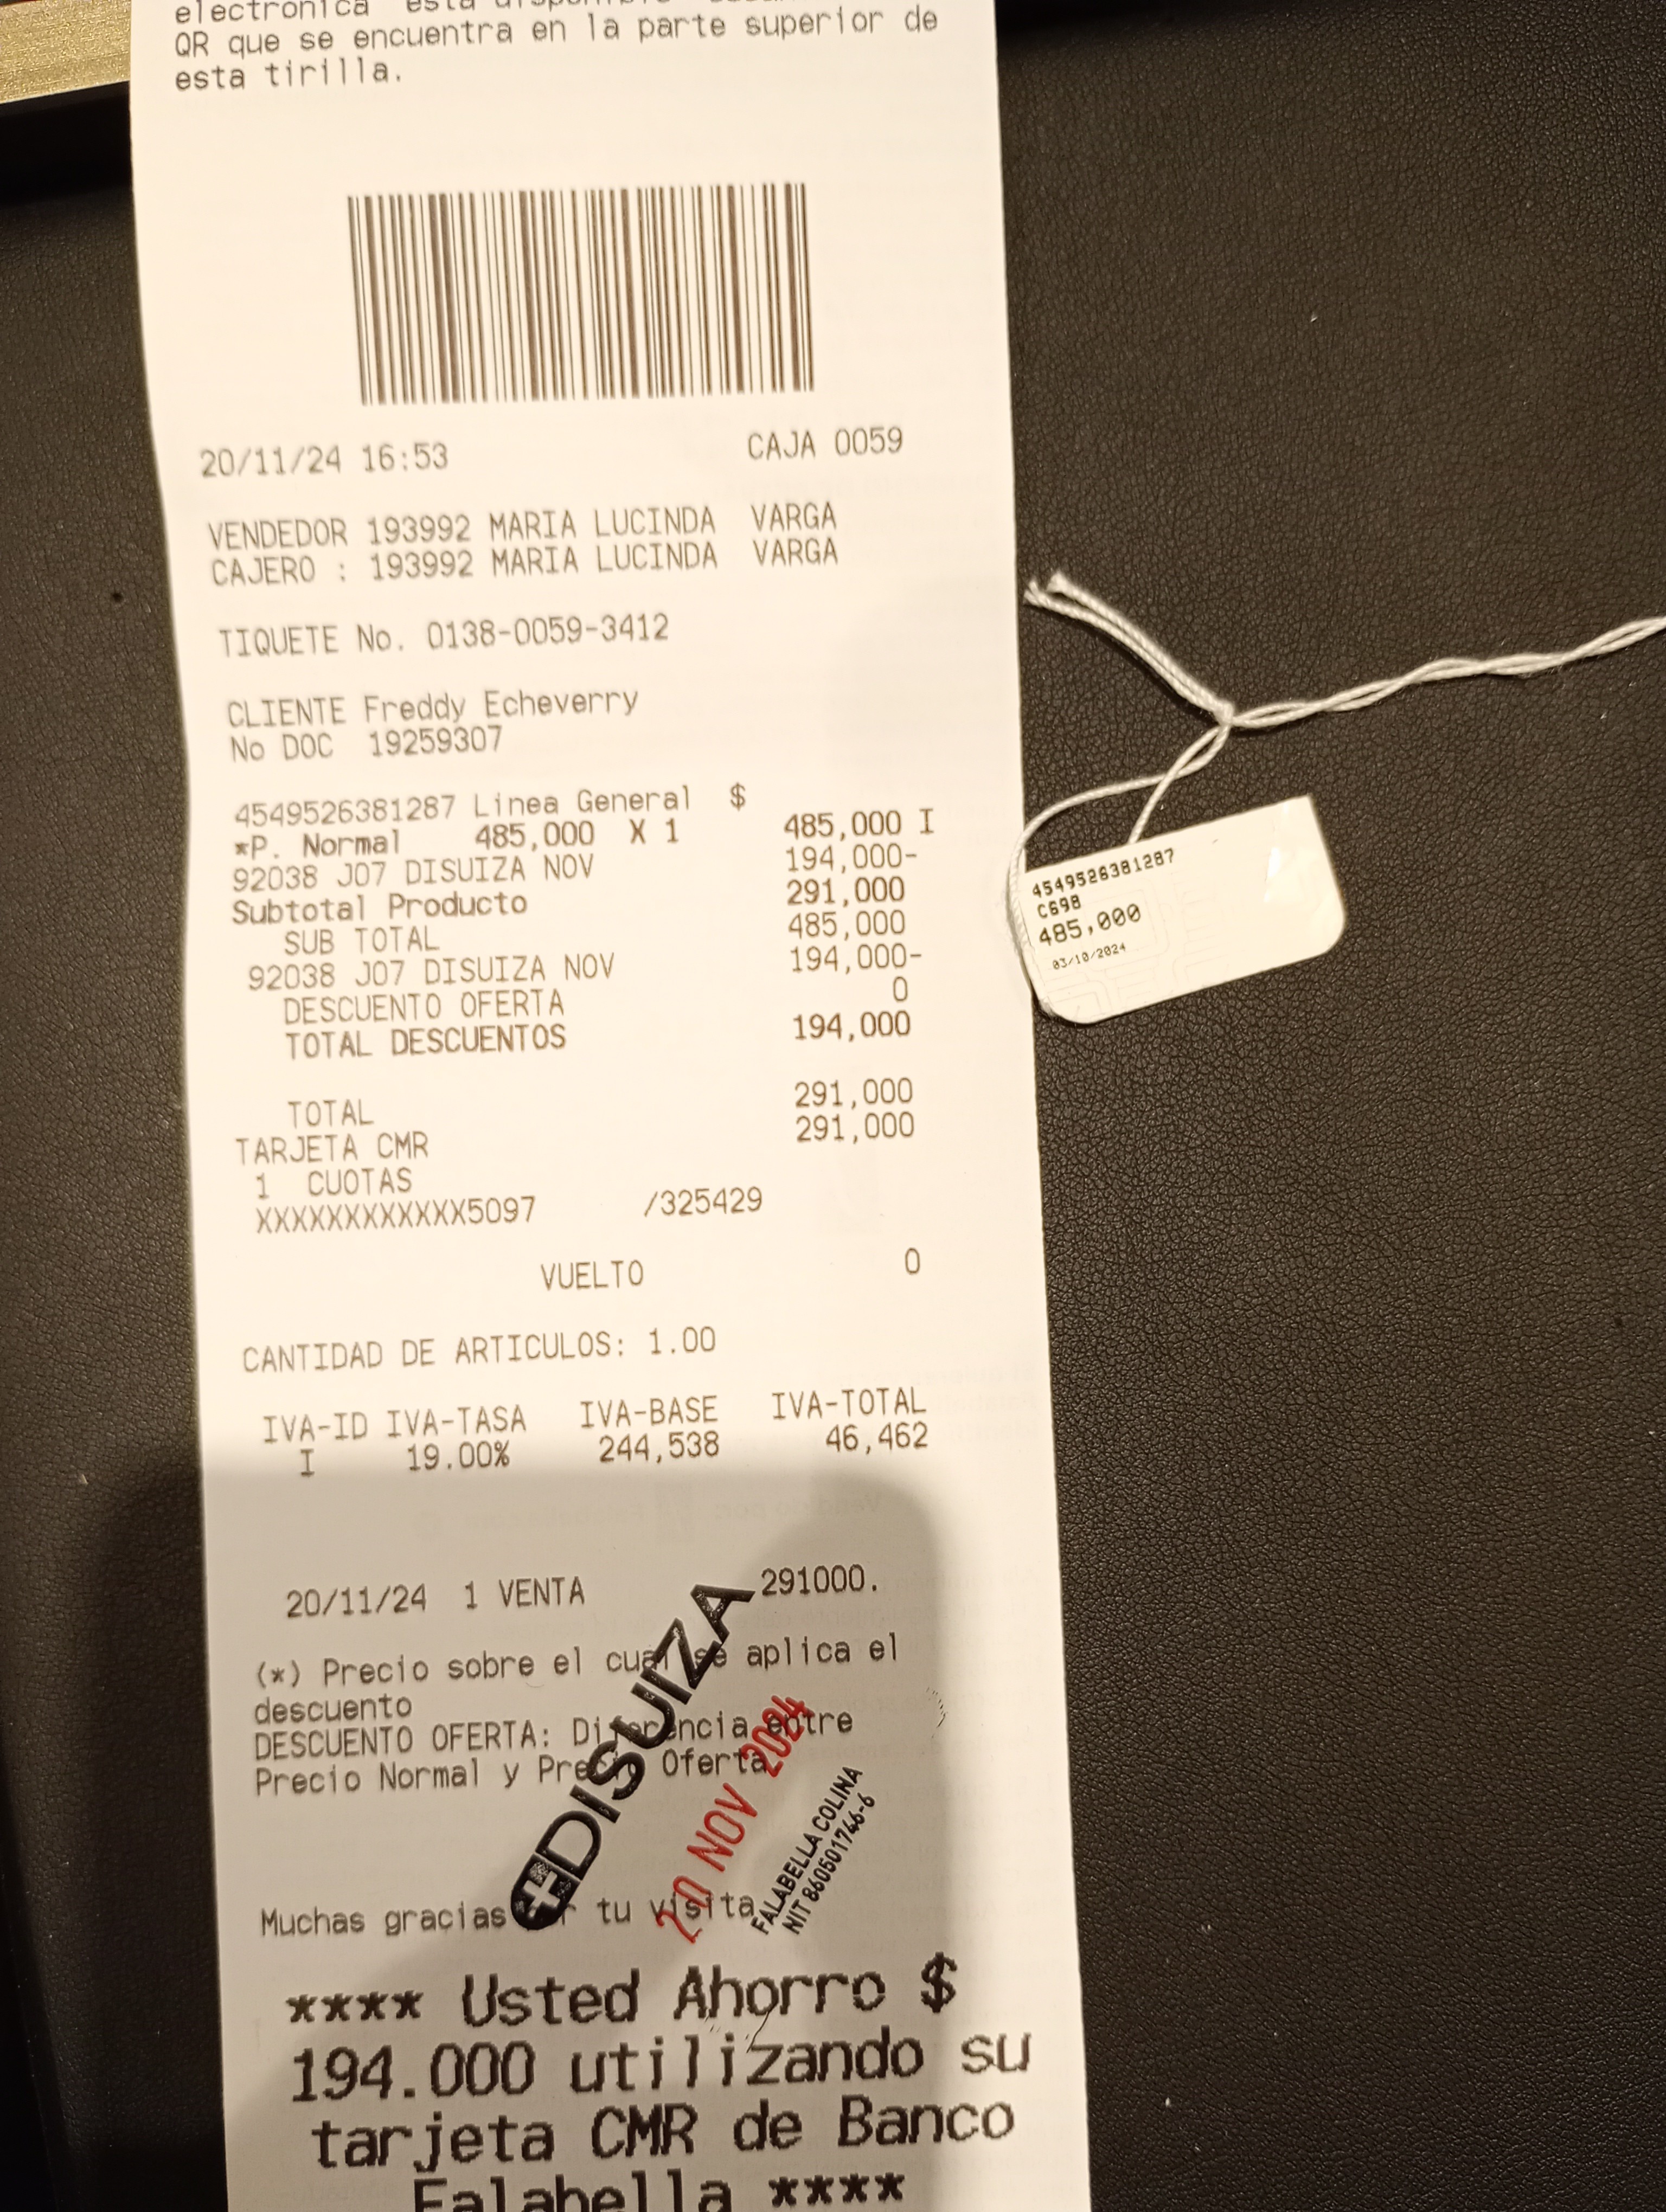 electrónica está disponible
QR que se encuentra en la parte superior de
esta tirilla.
20/11/24 16:53 CAJA 0059
VENDEDOR 193992 MARIA LUCINDA VARGA
CAJERO : 193992 MARIA LUCINDA VARGA
TIQUETE No. 0138-0059-3412
CLIENTE Freddy Echeverry
No DOC 19259307
4549526381287 Linea General $
*P. Normal 485,000 X 1 485,000 I
92038 J07 DISUIZA NOV 194,000-
Subtotal Producto 291,000
SUB TOTAL 485,000
92038 J07 DISUIZA NOV 194,000-
DESCUENTO OFERTA 0
TOTAL DESCUENTOS 194,000
TOTAL 291,000
TARJETA CMR 291,000
1 CUOTAS
XXXXXXXXXXXX5097 /325429
VUELTO 0
CANTIDAD DE ARTICULOS: 1.00
IVA-ID IVA-TASA IVA-BASE IVA-TOTAL
I 19.00% 244,538 46,462
20/11/24 1 VENTA 291000.
(*) Precio sobre el cual se aplica el
descuento
DESCUENTO OFERTA: Diferencia entre
Precio Normal y Precio Oferta
Muchas gracias por tu visita
**** Usted Ahorro $
194.000 utilizando su
tarjeta CMR de Banco
Falabella ****
DISUIZA
20 NOV 2024
FALABELLA COLINA
NIT 860501746-6
4549526381287
C698
485,000
03/10/2024